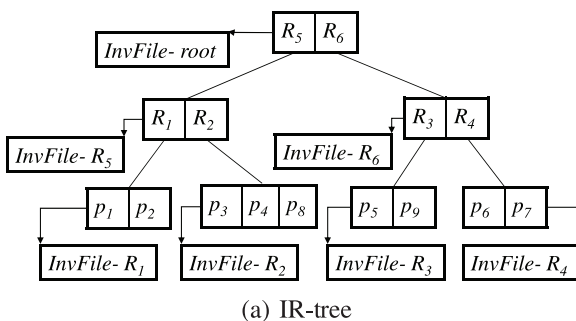 R5 R6
InvFile- root
R1 R2
R3 R4
InvFile- R5
InvFile- R6
p1 p2
p3 p4 p8
p5 p9
p6 p7
InvFile- R1
InvFile- R2
InvFile- R3
InvFile- R4
(a) IR-tree